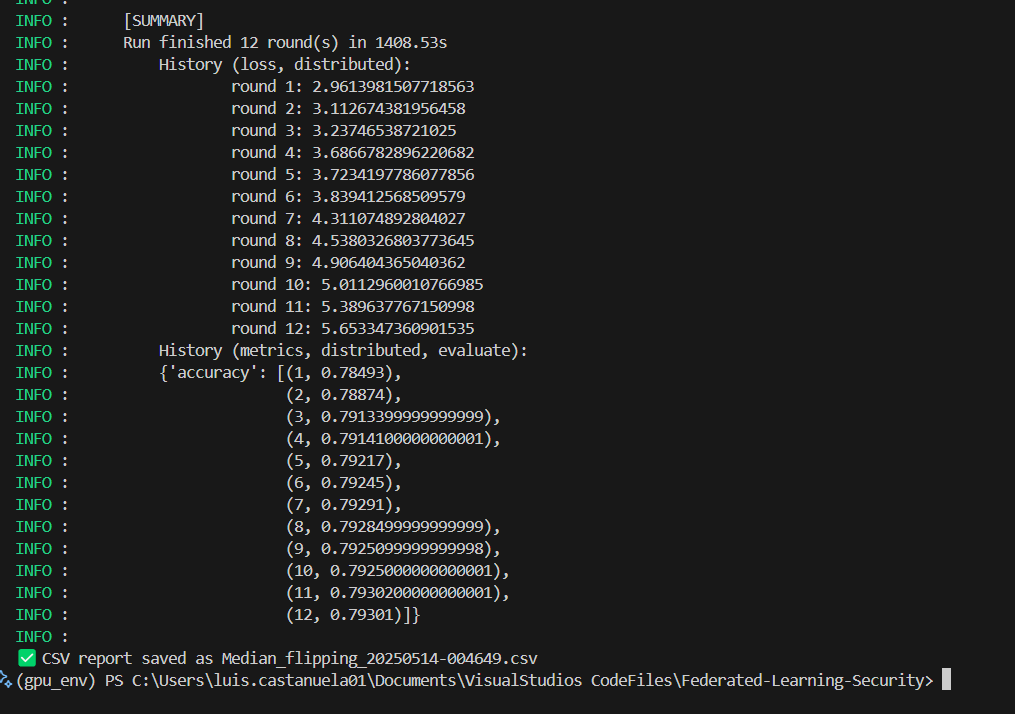 INFO :
INFO : [SUMMARY]
INFO : Run finished 12 round(s) in 1408.53s
INFO : History (loss, distributed):
INFO : round 1: 2.9613981507718563
INFO : round 2: 3.112674381956458
INFO : round 3: 3.23746538721025
INFO : round 4: 3.6866782896220682
INFO : round 5: 3.7234197786077856
INFO : round 6: 3.839412568509579
INFO : round 7: 4.311074892804027
INFO : round 8: 4.5380326803773645
INFO : round 9: 4.906404365040362
INFO : round 10: 5.0112960010766985
INFO : round 11: 5.389637767150998
INFO : round 12: 5.653347360901535
INFO : History (metrics, distributed, evaluate):
INFO : {'accuracy': [(1, 0.78493),
INFO : (2, 0.78874),
INFO : (3, 0.7913399999999999),
INFO : (4, 0.7914100000000001),
INFO : (5, 0.79217),
INFO : (6, 0.79245),
INFO : (7, 0.79291),
INFO : (8, 0.7928499999999999),
INFO : (9, 0.7925099999999998),
INFO : (10, 0.7925000000000001),
INFO : (11, 0.7930200000000001),
INFO : (12, 0.79301)]}
INFO :
✅ CSV report saved as Median_flipping_20250514-004649.csv
(gpu_env) PS C:\Users\luis.castanuela01\Documents\VisualStudios CodeFiles\Federated-Learning-Security>